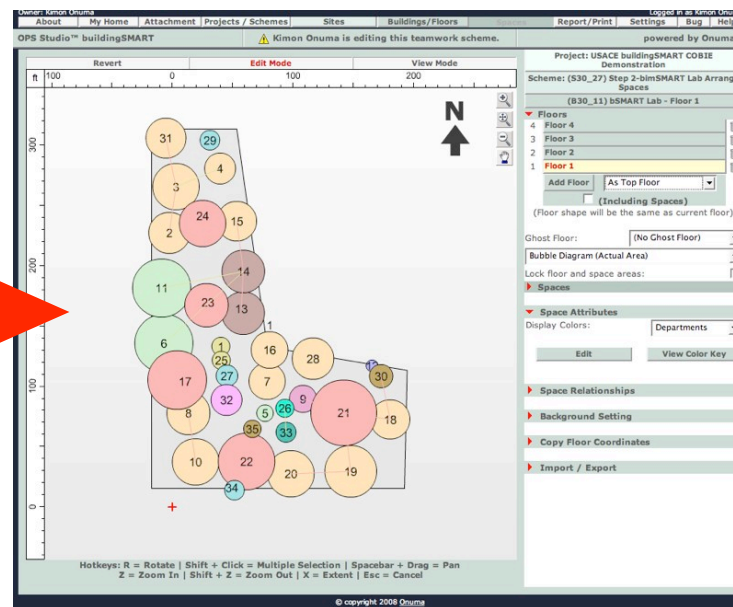 Owner: Kimon Onuma Logged in as Kimon Onu
About My Home Attachment Projects / Schemes Sites Buildings/Floors Spaces Report/Print Settings Bug Help
OPS Studio™ buildingSMART Kimon Onuma is editing this teamwork scheme. powered by Onuma
Revert Edit Mode View Mode
ft 100 0 100 200
300
200
100
0
N
31
29
4
3
24
15
2
14
11
23
13
1
6
16
28
1
25
17
27
7
30
32
9
26
5
8
21
18
35
33
22
10
20
19
34
Hotkeys: R = Rotate | Shift + Click = Multiple Selection | Spacebar + Drag = Pan
Z = Zoom In | Shift + Z = Zoom Out | X = Extent | Esc = Cancel
Project: USACE buildingSMART COBIE
Demonstration
Scheme: (S30_27) Step 2-bimSMART Lab Arrang
Spaces
(B30_11) bSMART Lab - Floor 1
Floors
4 Floor 4
3 Floor 3
2 Floor 2
1 Floor 1
Add Floor As Top Floor
(Including Spaces)
(Floor shape will be the same as current floor)
Ghost Floor: (No Ghost Floor)
Bubble Diagram (Actual Area)
Lock floor and space areas:
Spaces
Space Attributes
Display Colors: Departments
Edit View Color Key
Space Relationships
Background Setting
Copy Floor Coordinates
Import / Export
© copyright 2008 Onuma